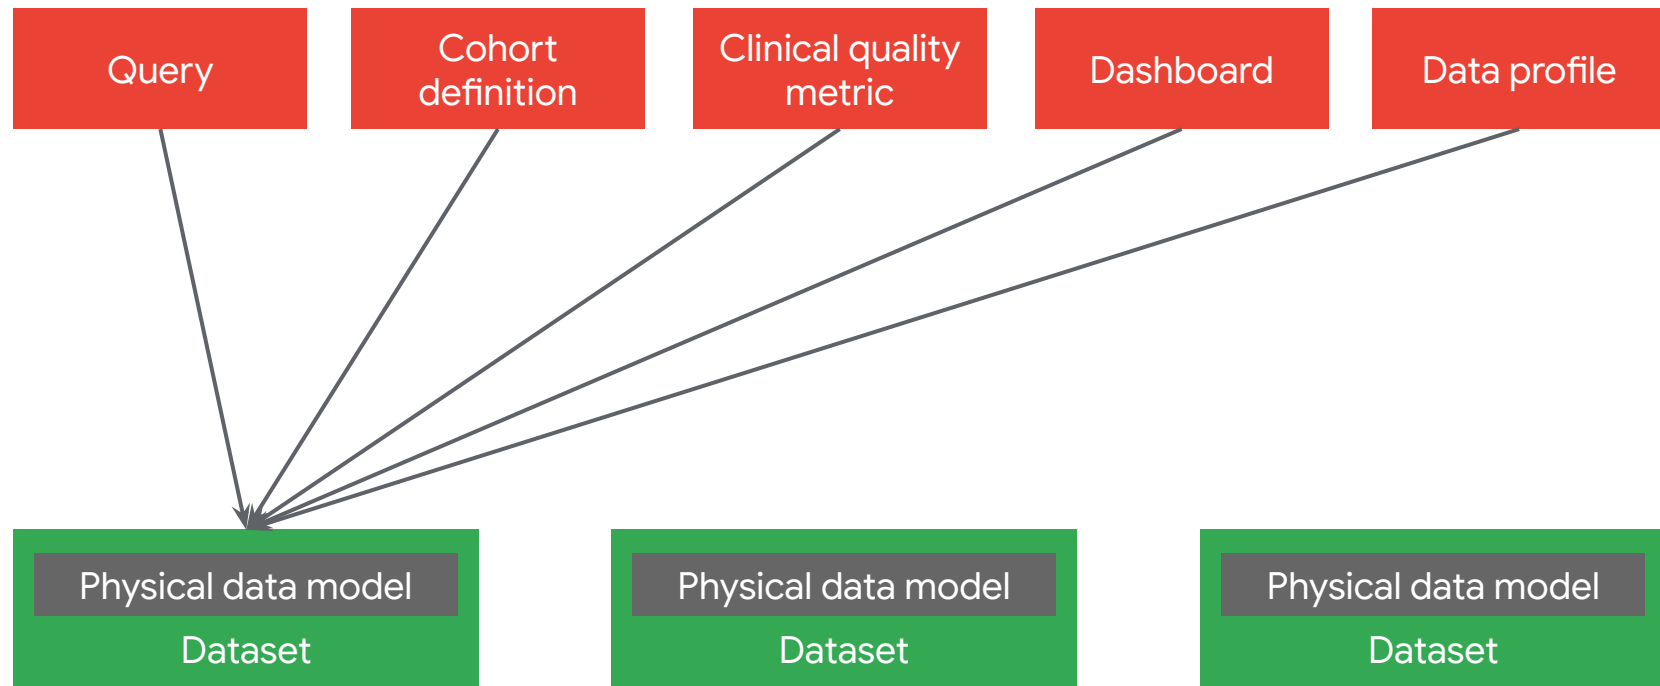 Query
Cohort
definition
Clinical quality
metric
Dashboard
Data profile
Physical data model
Dataset
Physical data model
Dataset
Physical data model
Dataset